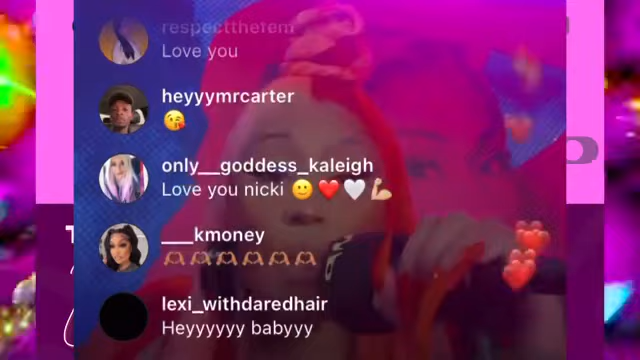 respectthefem
Love you
heyyymrcarter
😘
only__goddess_kaleigh
Love you nicki 🙂❤️🤍💪🏼
___kmoney
🫶🏽🫶🏽🫶🏽🫶🏽🫶🏽🫶🏽
lexi_withdaredhair
Heyyyyyy babyyy